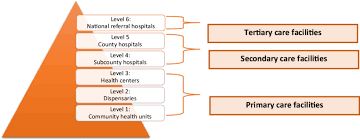 Level 6:
National referral hospitals
Level 5
County hospitals
Level 4:
Subcounty hospitals
Level 3:
Health centers
Level 2:
Dispensaries
Level 1:
Community health units
Tertiary care facilities
Secondary care facilities
Primary care facilities